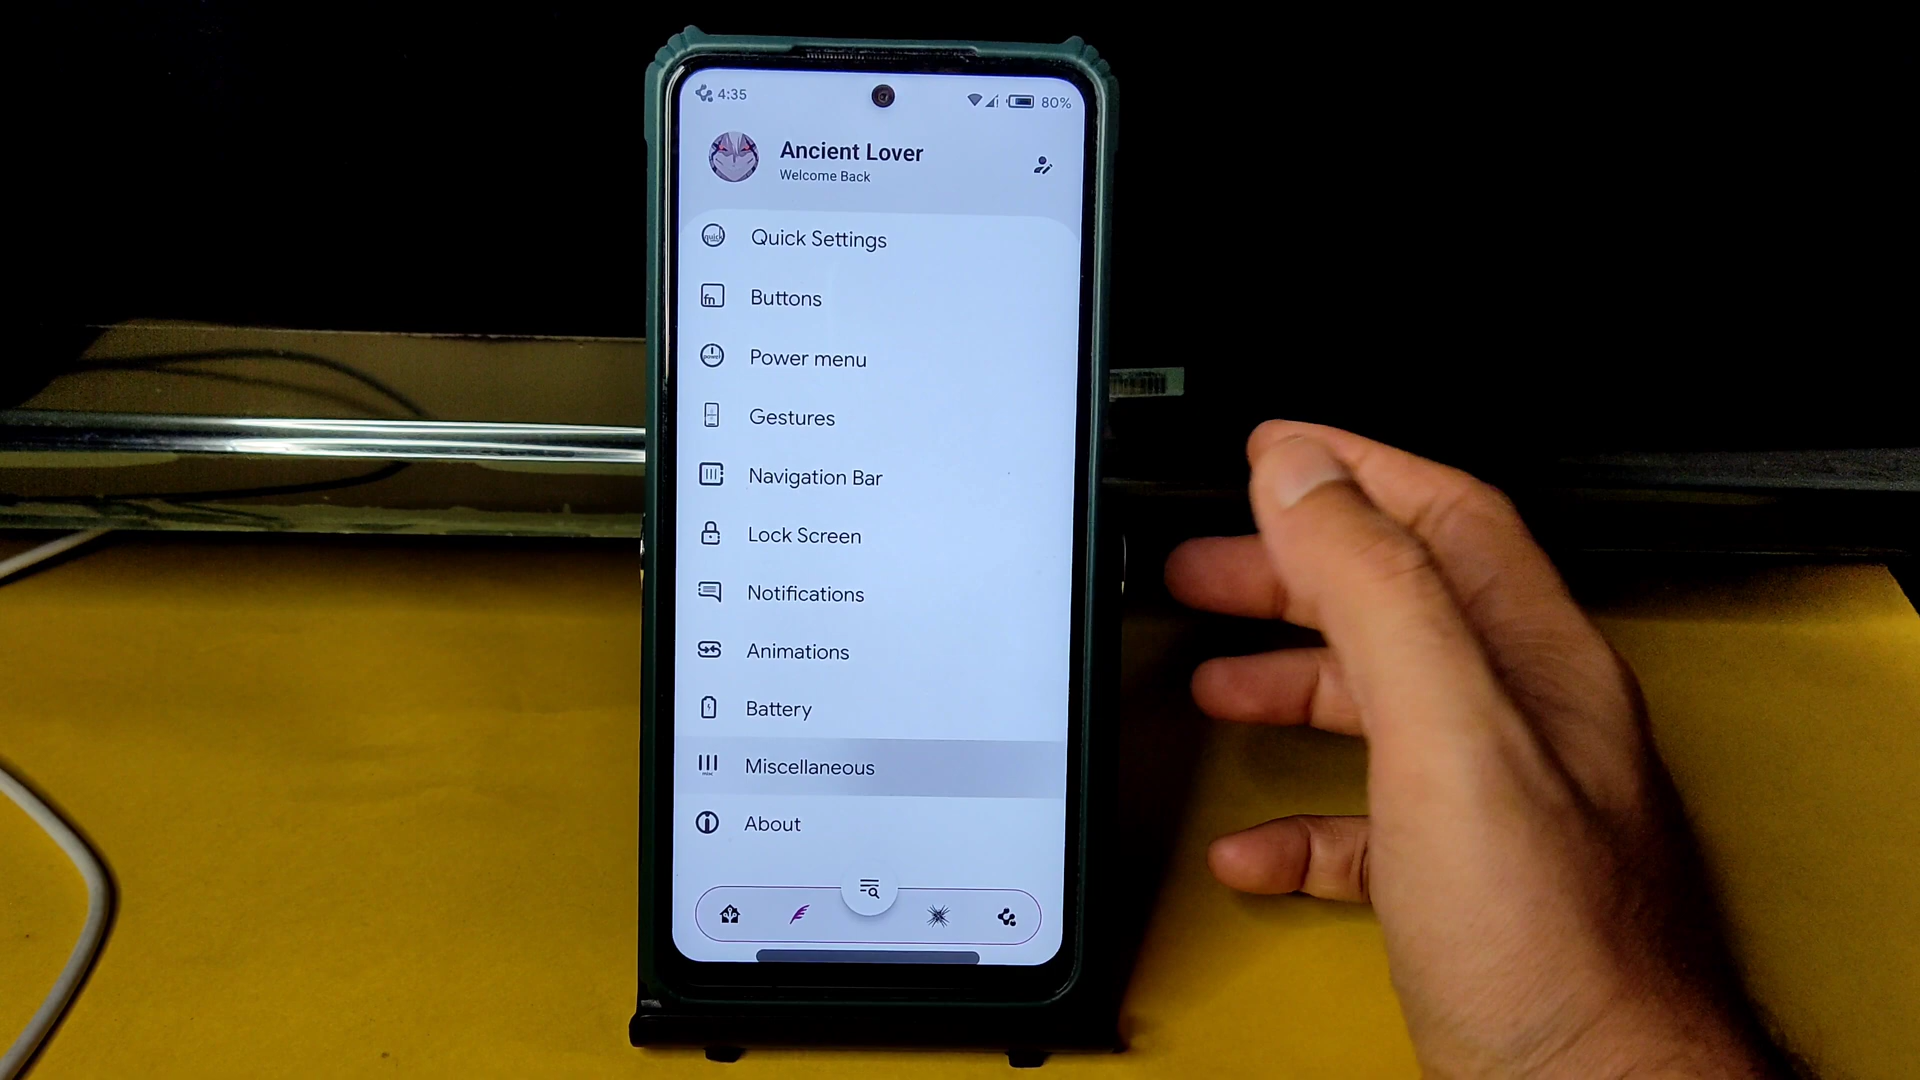 4:35
80%
Ancient Lover
Welcome Back
Quick Settings
Buttons
fn
Power menu
Gestures
Navigation Bar
Lock Screen
Notifications
Animations
Battery
Miscellaneous
About